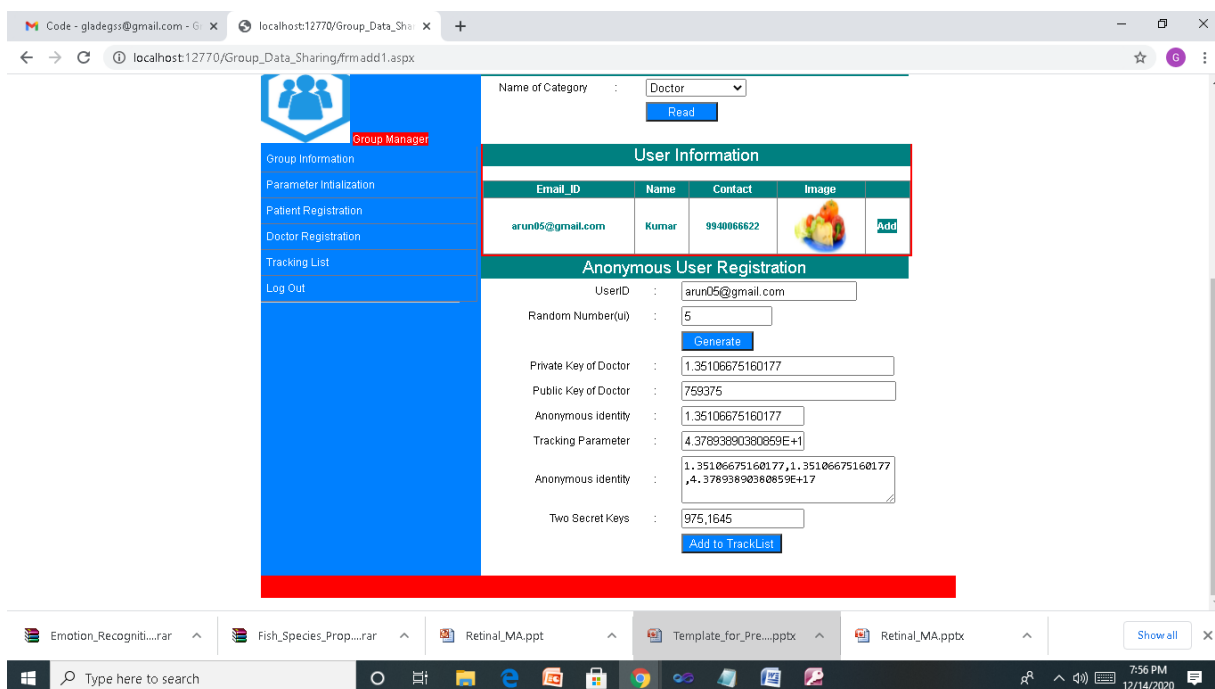 Code - gladegss@gmail.com - G
localhost:12770/Group_Data_Shar
localhost:12770/Group_Data_Sharing/frmadd1.aspx
G
Group Manager
Group Information
Parameter Intialization
Patient Registration
Doctor Registration
Tracking List
Log Out
Name of Category : Doctor
Read
User Information
Email_ID Name Contact Image
arun05@gmail.com Kumar 9940066622 Add
Anonymous User Registration
UserID : arun05@gmail.com
Random Number(ui) : 5
Generate
Private Key of Doctor : 1.35106675160177
Public Key of Doctor : 759375
Anonymous identity : 1.35106675160177
Tracking Parameter : 4.37893890380859E+1
Anonymous identity : 1.35106675160177,1.35106675160177
,4.37893890380859E+17
Two Secret Keys : 975,1645
Add to TrackList
Emotion_Recogniti....rar Fish_Species_Prop....rar Retinal_MA.ppt Template_for_Pre....pptx Retinal_MA.pptx Show all
Type here to search
7:56 PM
12/14/2020